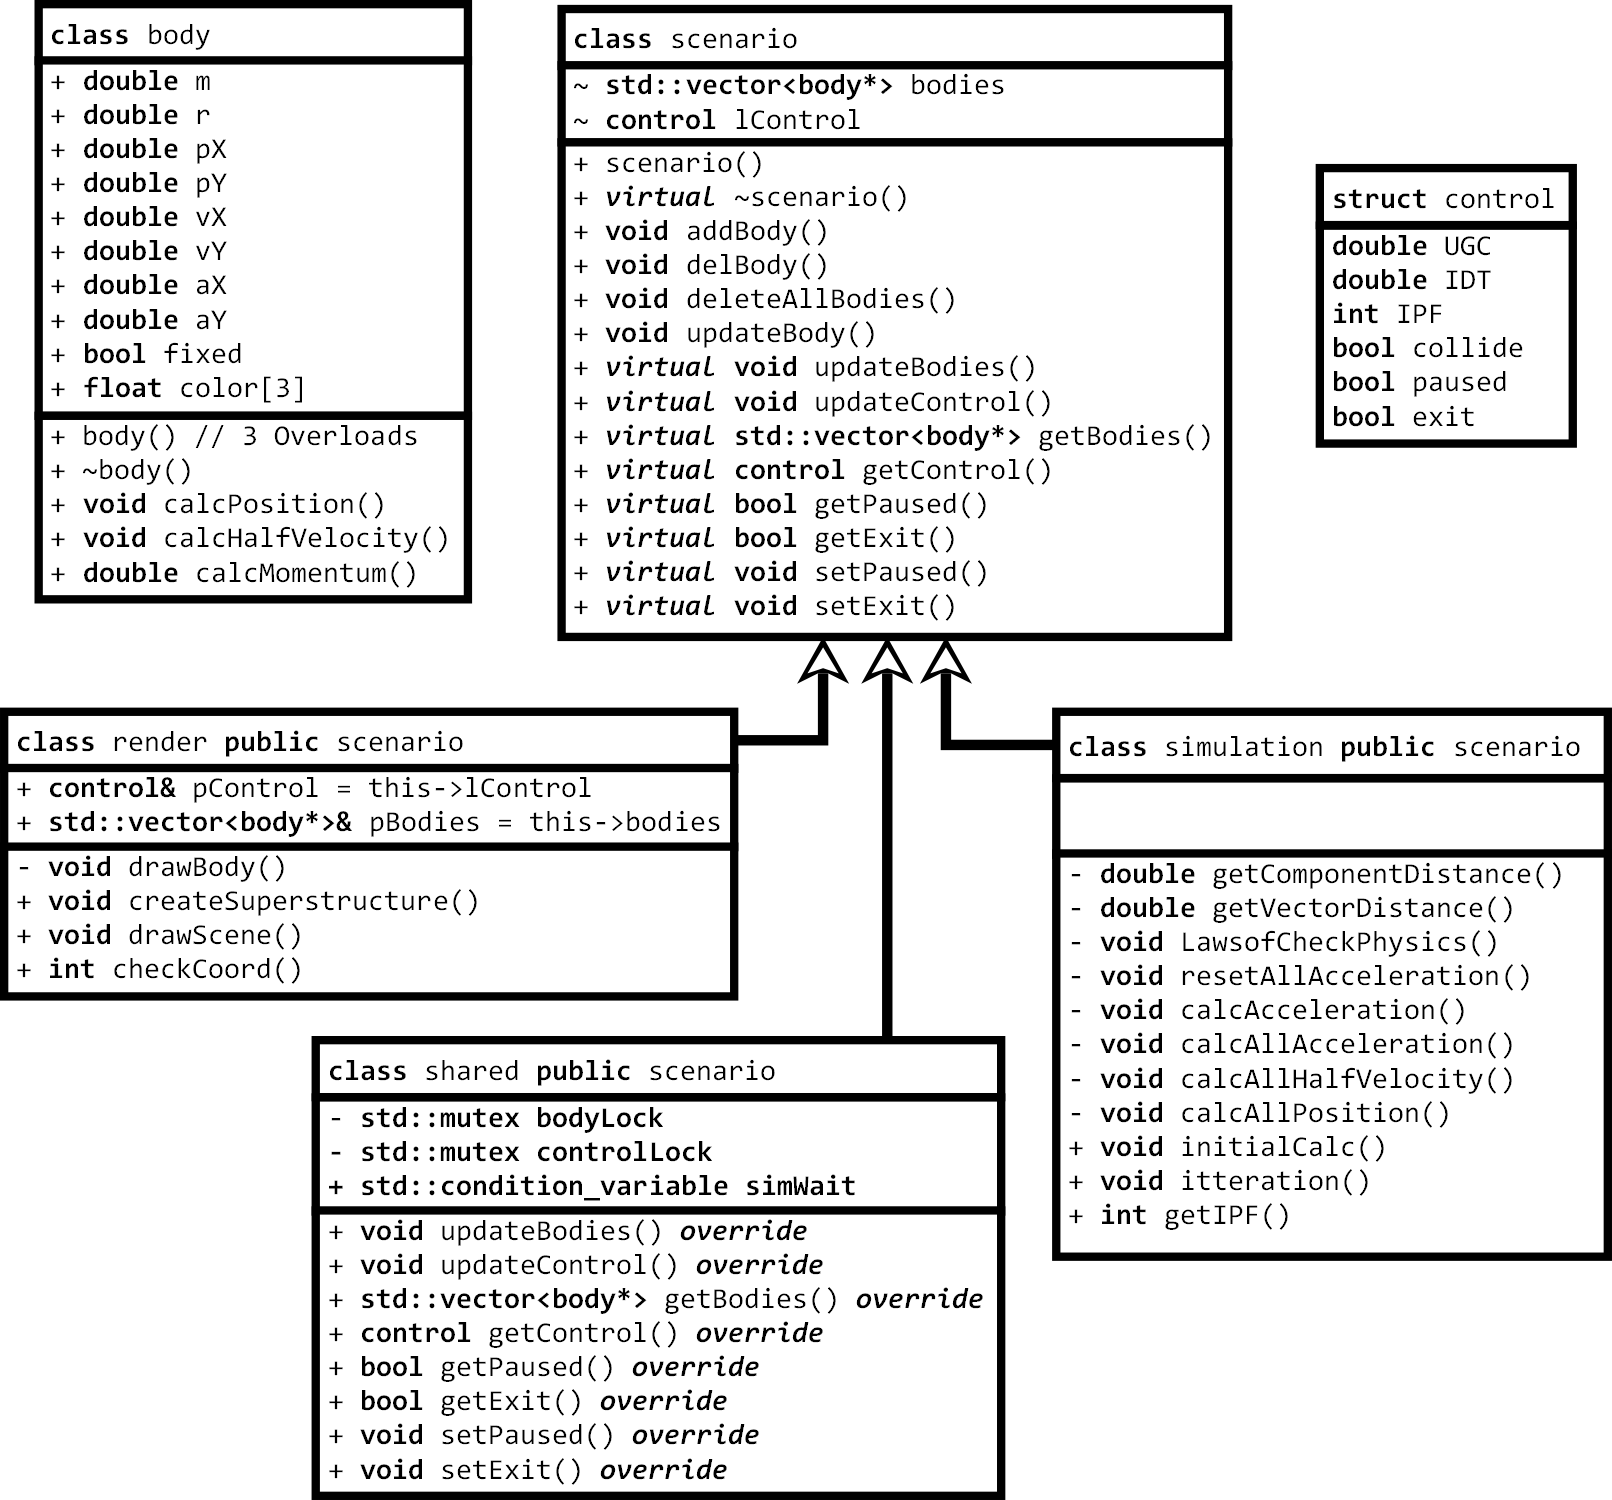 class body
+ double m
+ double r
+ double pX
+ double pY
+ double vX
+ double vY
+ double aX
+ double aY
+ bool fixed
+ float color[3]
+ body() // 3 Overloads
+ ~body()
+ void calcPosition()
+ void calcHalfVelocity()
+ double calcMomentum()
class scenario
~ std::vector<body*> bodies
~ control lControl
+ scenario()
+ virtual ~scenario()
+ void addBody()
+ void delBody()
+ void deleteAllBodies()
+ void updateBody()
+ virtual void updateBodies()
+ virtual void updateControl()
+ virtual std::vector<body*> getBodies()
+ virtual control getControl()
+ virtual bool getPaused()
+ virtual bool getExit()
+ virtual void setPaused()
+ virtual void setExit()
struct control
double UGC
double IDT
int IPF
bool collide
bool paused
bool exit
class render public scenario
+ control& pControl = this->lControl
+ std::vector<body*>& pBodies = this->bodies
- void drawBody()
+ void createSuperstructure()
+ void drawScene()
+ int checkCoord()
class simulation public scenario
- double getComponentDistance()
- double getVectorDistance()
- void LawsofCheckPhysics()
- void resetAllAcceleration()
- void calcAcceleration()
- void calcAllAcceleration()
- void calcAllHalfVelocity()
- void calcAllPosition()
+ void initialCalc()
+ void itteration()
+ int getIPF()
class shared public scenario
- std::mutex bodyLock
- std::mutex controlLock
+ std::condition_variable simWait
+ void updateBodies() override
+ void updateControl() override
+ std::vector<body*> getBodies() override
+ control getControl() override
+ bool getPaused() override
+ bool getExit() override
+ void setPaused() override
+ void setExit() override